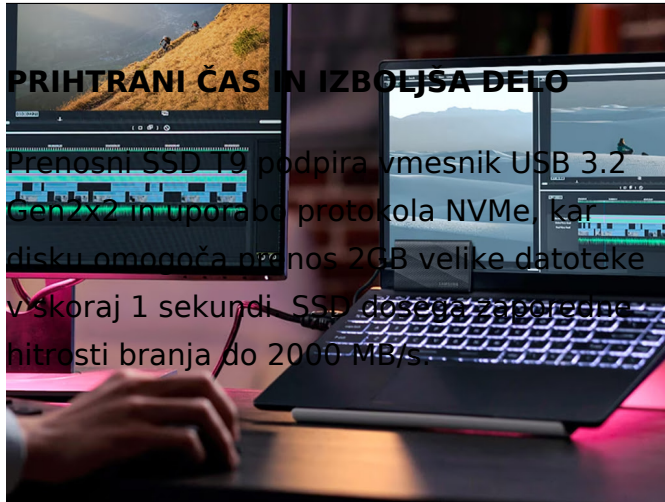 PRIHTRANI ČAS IN IZBOLJŠA DELO
Prenosni SSD T9 podpira vmesnik USB 3.2
Gen2x2 in uporabo protokola NVMe, kar
disku omogoča prenos 2GB velike datoteke
v skoraj 1 sekundi. SSD dosega zaporedne
hitrosti branja do 2000 MB/s.
SAMSUNG